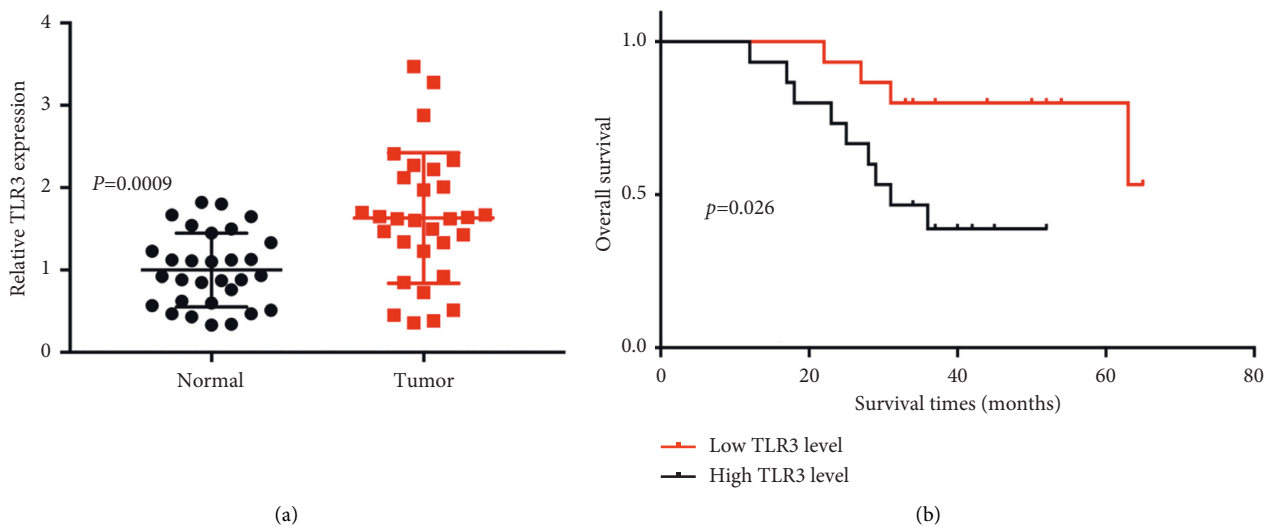 4
3
2
1
0
Relative TLR3 expression
P=0.0009
Normal
Tumor
(a)
1.0
0.5
0.0
Overall survival
p=0.026
0
20
40
60
80
Survival times (months)
Low TLR3 level
High TLR3 level
(b)